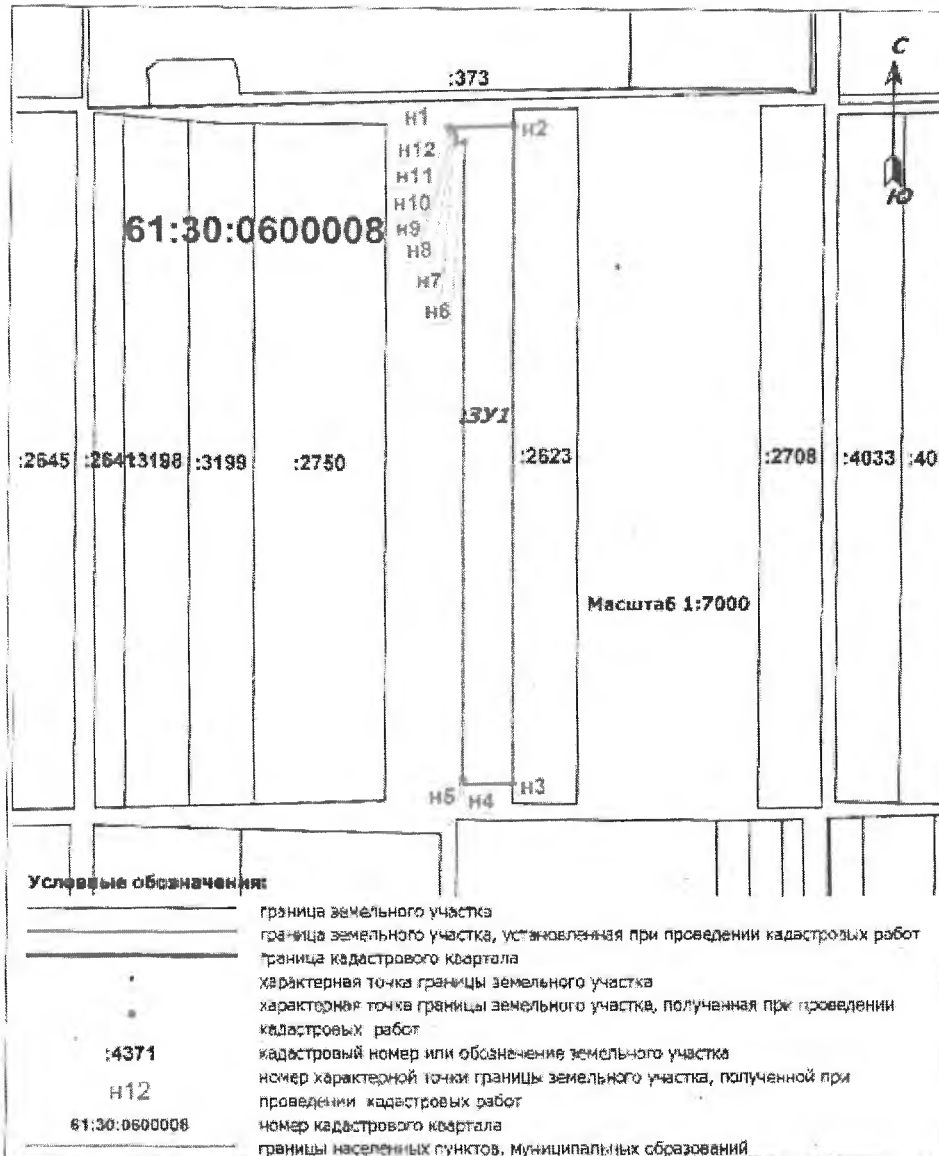 С
:373
н1
н2
н12
н11
Ю
н10
61:30:0600008
н9
н8
н7
н6
:ЗУ1
:2645
:2641
:3198
:3199
:2750
:2623
:2708
:4033
:40
Масштаб 1:7000
н5
н4
н3
Условные обозначения:
граница земельного участка
граница земельного участка, установленная при проведении кадастровых работ
граница кадастрового квартала
характерная точка границы земельного участка
характерная точка границы земельного участка, полученная при проведении
кадастровых работ
:4371
кадастровый номер или обозначение земельного участка
н12
номер характерной точки границы земельного участка, полученной при
проведении кадастровых работ
61:30:0600008
номер кадастрового квартала
границы населенных пунктов, муниципальных образований